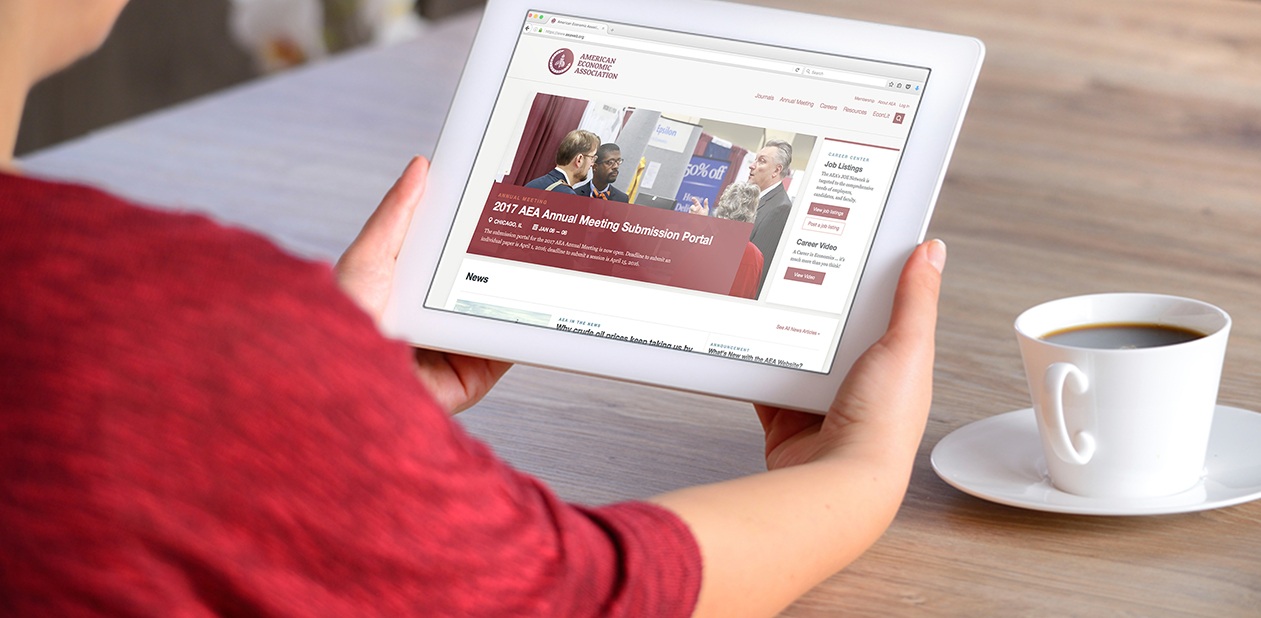 American Economic Assoc...
https://www.aeaweb.org
Search
AMERICAN
ECONOMIC
ASSOCIATION
Membership About AEA Log In
Journals Annual Meeting Careers Resources EconLit
Epsilon
50% off
ANNUAL MEETING
2017 AEA Annual Meeting Submission Portal
CHICAGO, IL JAN 06 – 08
The submission portal for the 2017 AEA Annual Meeting is now open. Deadline to submit an
individual paper is April 1, 2016; deadline to submit a session is April 15, 2016.
CAREER CENTER
Job Listings
The AEA's JOE Network is
targeted to the comprehensive
needs of employers,
candidates, and faculty.
View job listings
Post a job listing
Career Video
A Career in Economics ... it's
much more than you think!
View Video
News
See All News Articles »
AEA IN THE NEWS
Why crude oil prices keep taking us by
ANNOUNCEMENT
What's New with the AEA Website?